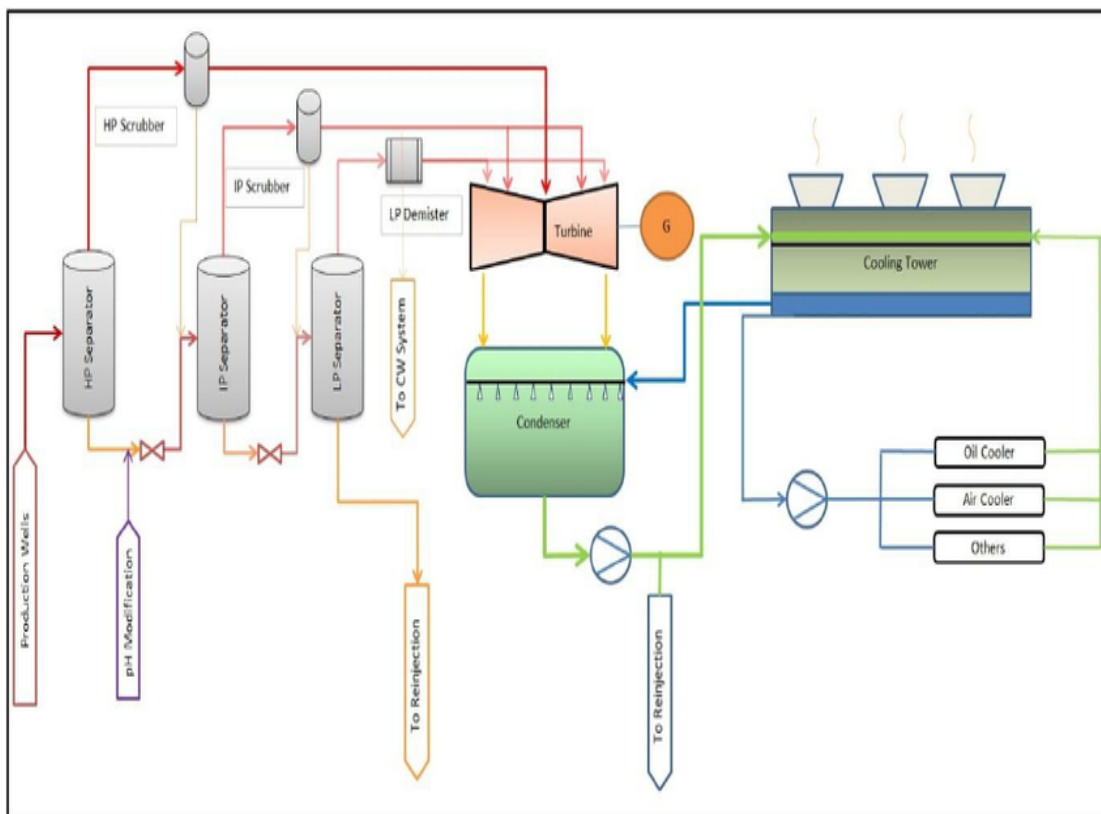 HP Scrubber
IP Scrubber
LP Demister
Turbine
G
Cooling Tower
HP Separator
IP Separator
LP Separator
To CW System
Condenser
Oil Cooler
Air Cooler
Others
Production Wells
pH Modification
To Reinjection
To Reinjection